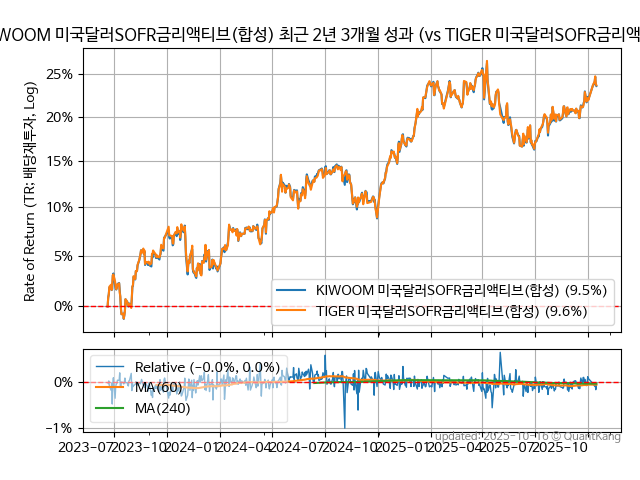 WOOM 미국달러SOFR금리액티브(합성) 최근 2년 3개월 성과 (vs TIGER 미국달러SOFR금리액
Rate of Return (TR: 배당재투자, Log)
25%
20%
15%
10%
5%
0%
KIWOOM 미국달러SOFR금리액티브(합성) (9.5%)
TIGER 미국달러SOFR금리액티브(합성) (9.6%)
0%
−1%
Relative (−0.0%, 0.0%)
MA(60)
MA(240)
2023-07 2023-10 2024-01 2024-04 2024-07 2024-10 2025-01 2025-04 2025-07 2025-10
updated: 2025-10-16 © QuantKang